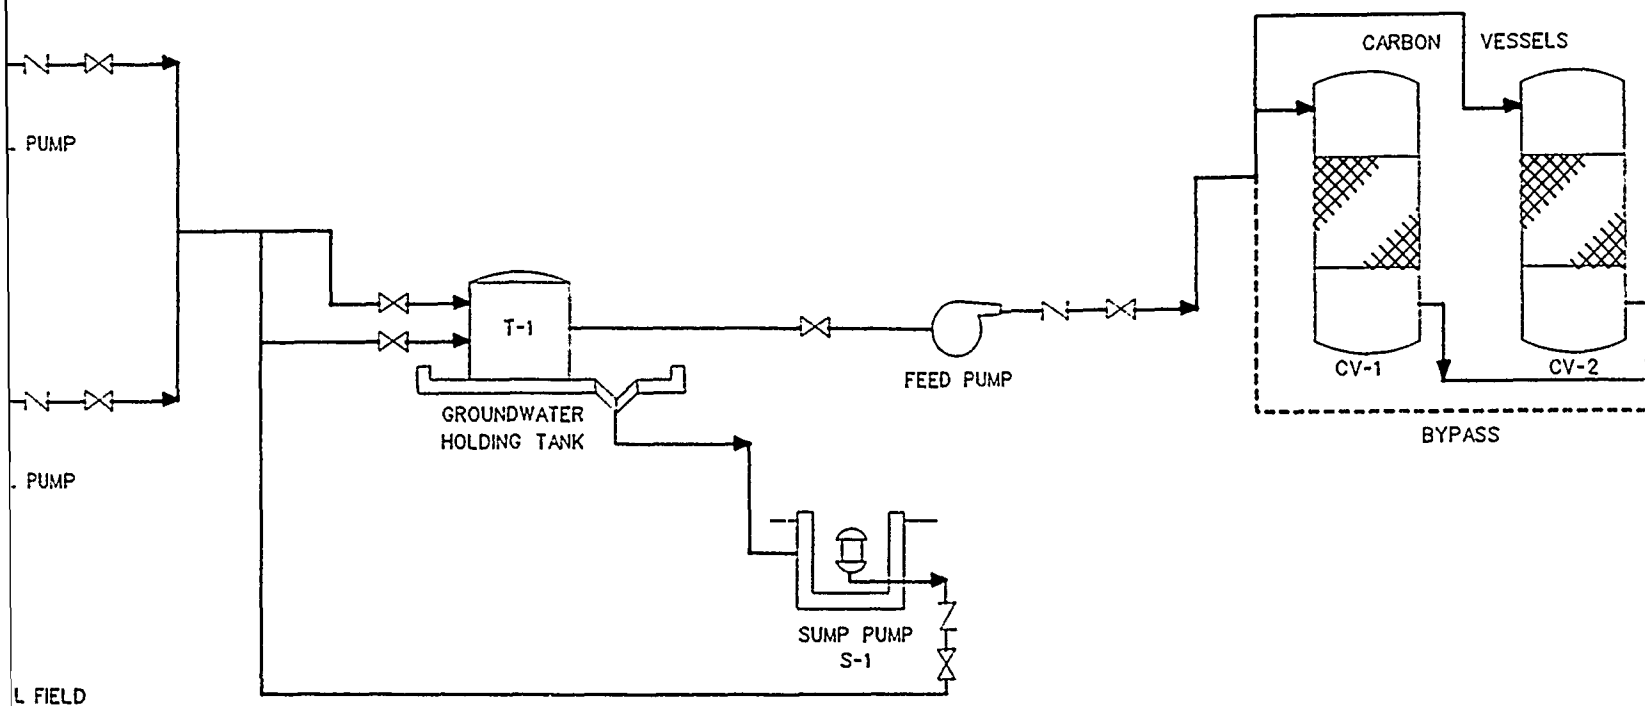 CARBON VESSELS
PUMP
T-1
CV-1
CV-2
FEED PUMP
GROUNDWATER
HOLDING TANK
BYPASS
PUMP
SUMP PUMP
S-1
L FIELD